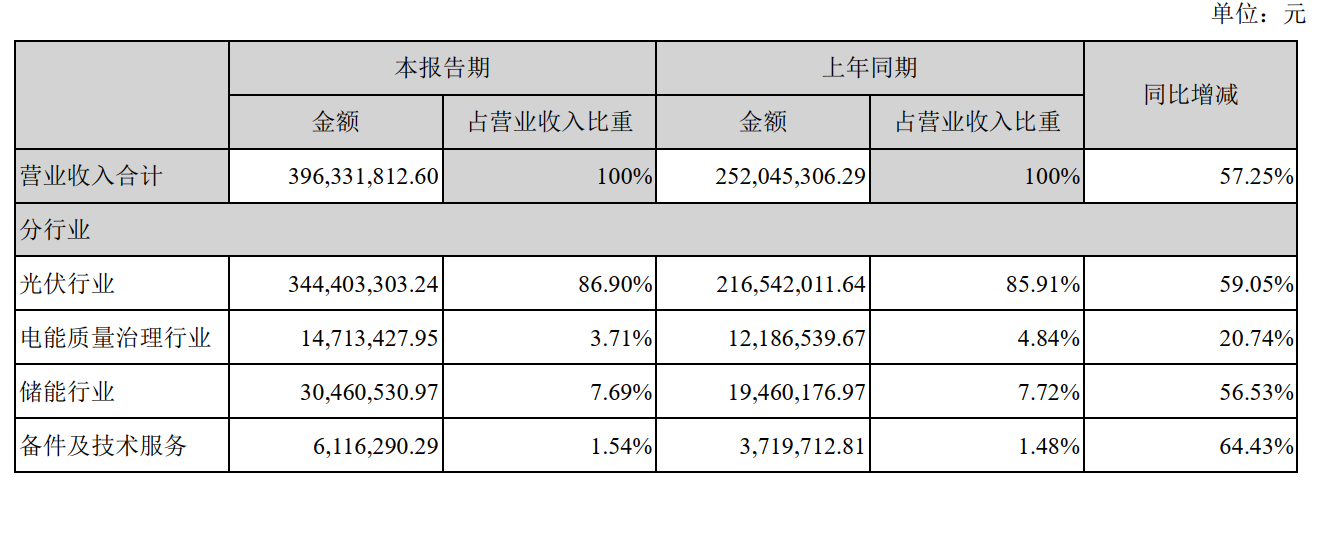 单位：元
本报告期 上年同期 同比增减
金额 占营业收入比重 金额 占营业收入比重
营业收入合计 396,331,812.60 100% 252,045,306.29 100% 57.25%
分行业
光伏行业 344,403,303.24 86.90% 216,542,011.64 85.91% 59.05%
电能质量治理行业 14,713,427.95 3.71% 12,186,539.67 4.84% 20.74%
储能行业 30,460,530.97 7.69% 19,460,176.97 7.72% 56.53%
备件及技术服务 6,116,290.29 1.54% 3,719,712.81 1.48% 64.43%